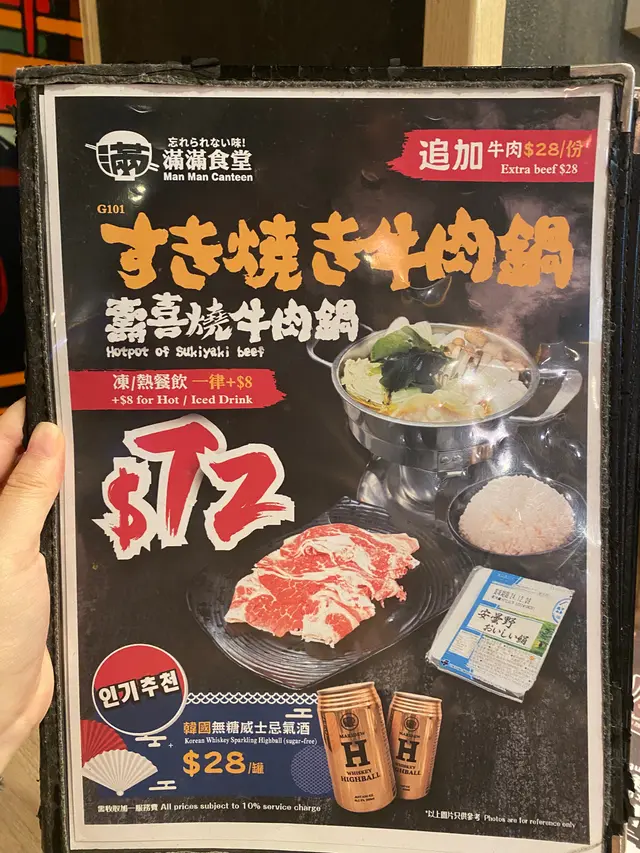 忘れられない味!
滿
滿滿食堂
Man Man Canteen
追加 牛肉$28/份
Extra beef $28
G101
すき焼き牛肉鍋
壽喜燒牛肉鍋
Hotpot of Sukiyaki beef
凍/熱餐飲 一律+$8
+$8 for Hot / Iced Drink
$72
安曇野
おいしい絹
인기추천
韓國無糖威士忌氣酒
Korean Whiskey Sparkling Highball (sugar-free)
$28/罐
H
WHISKEY
HIGHBALL
H
WHISKEY
HIGHBALL
需收取加一服務費 All prices subject to 10% service charge
*以上圖片只供參考 Photos are for reference only